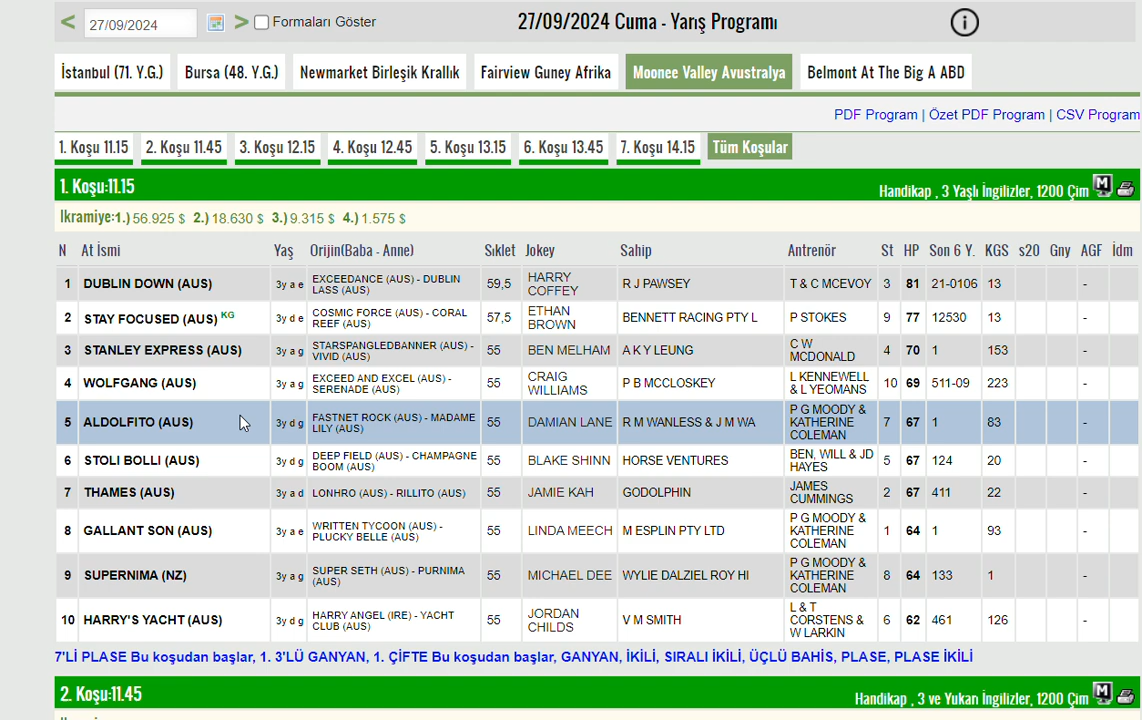 < 27/09/2024 > Formaları Göster 27/09/2024 Cuma - Yarış Programı i
İstanbul (71. Y.G.) Bursa (48. Y.G.) Newmarket Birleşik Krallık Fairview Guney Afrika Moonee Valley Avustralya Belmont At The Big A ABD
PDF Program | Özet PDF Program | CSV Program
1. Koşu 11.15 2. Koşu 11.45 3. Koşu 12.15 4. Koşu 12.45 5. Koşu 13.15 6. Koşu 13.45 7. Koşu 14.15 Tüm Koşular
1. Koşu:11.15 Handikap , 3 Yaşlı İngilizler, 1200 Çim M
Ikramiye:1.) 56.925 $ 2.) 18.630 $ 3.) 9.315 $ 4.) 1.575 $
N At İsmi Yaş Orijin(Baba - Anne) Sıklet Jokey Sahip Antrenör St HP Son 6 Y. KGS s20 Gny AGF İdm
1 DUBLIN DOWN (AUS) 3y a e EXCEEDANCE (AUS) - DUBLIN LASS (AUS) 59,5 HARRY COFFEY R J PAWSEY T & C MCEVOY 3 81 21-0106 13 -
2 STAY FOCUSED (AUS) KG 3y d e COSMIC FORCE (AUS) - CORAL REEF (AUS) 57,5 ETHAN BROWN BENNETT RACING PTY L P STOKES 9 77 12530 13 -
3 STANLEY EXPRESS (AUS) 3y a g STARSPANGLEDBANNER (AUS) - VIVID (AUS) 55 BEN MELHAM A K Y LEUNG C W MCDONALD 4 70 1 153 -
4 WOLFGANG (AUS) 3y a g EXCEED AND EXCEL (AUS) - SERENADE (AUS) 55 CRAIG WILLIAMS P B MCCLOSKEY L KENNEWELL & L YEOMANS 10 69 511-09 223 -
5 ALDOLFITO (AUS) 3y d g FASTNET ROCK (AUS) - MADAME LILY (AUS) 55 DAMIAN LANE R M WANLESS & J M WA P G MOODY & KATHERINE COLEMAN 7 67 1 83 -
6 STOLI BOLLI (AUS) 3y d g DEEP FIELD (AUS) - CHAMPAGNE BOOM (AUS) 55 BLAKE SHINN HORSE VENTURES BEN, WILL & JD HAYES 5 67 124 20 -
7 THAMES (AUS) 3y a d LONHRO (AUS) - RILLITO (AUS) 55 JAMIE KAH GODOLPHIN JAMES CUMMINGS 2 67 411 22 -
8 GALLANT SON (AUS) 3y a e WRITTEN TYCOON (AUS) - PLUCKY BELLE (AUS) 55 LINDA MEECH M ESPLIN PTY LTD P G MOODY & KATHERINE COLEMAN 1 64 1 93 -
9 SUPERNIMA (NZ) 3y a g SUPER SETH (AUS) - PURNIMA (AUS) 55 MICHAEL DEE WYLIE DALZIEL ROY HI P G MOODY & KATHERINE COLEMAN 8 64 133 1 -
10 HARRY'S YACHT (AUS) 3y d g HARRY ANGEL (IRE) - YACHT CLUB (AUS) 55 JORDAN CHILDS V M SMITH L & T CORSTENS & W LARKIN 6 62 461 126 -
7'Lİ PLASE Bu koşudan başlar, 1. 3'LÜ GANYAN, 1. ÇİFTE Bu koşudan başlar, GANYAN, İKİLİ, SIRALI İKİLİ, ÜÇLÜ BAHİS, PLASE, PLASE İKİLİ
2. Koşu:11.45 Handikap , 3 ve Yukarı İngilizler, 1200 Çim M